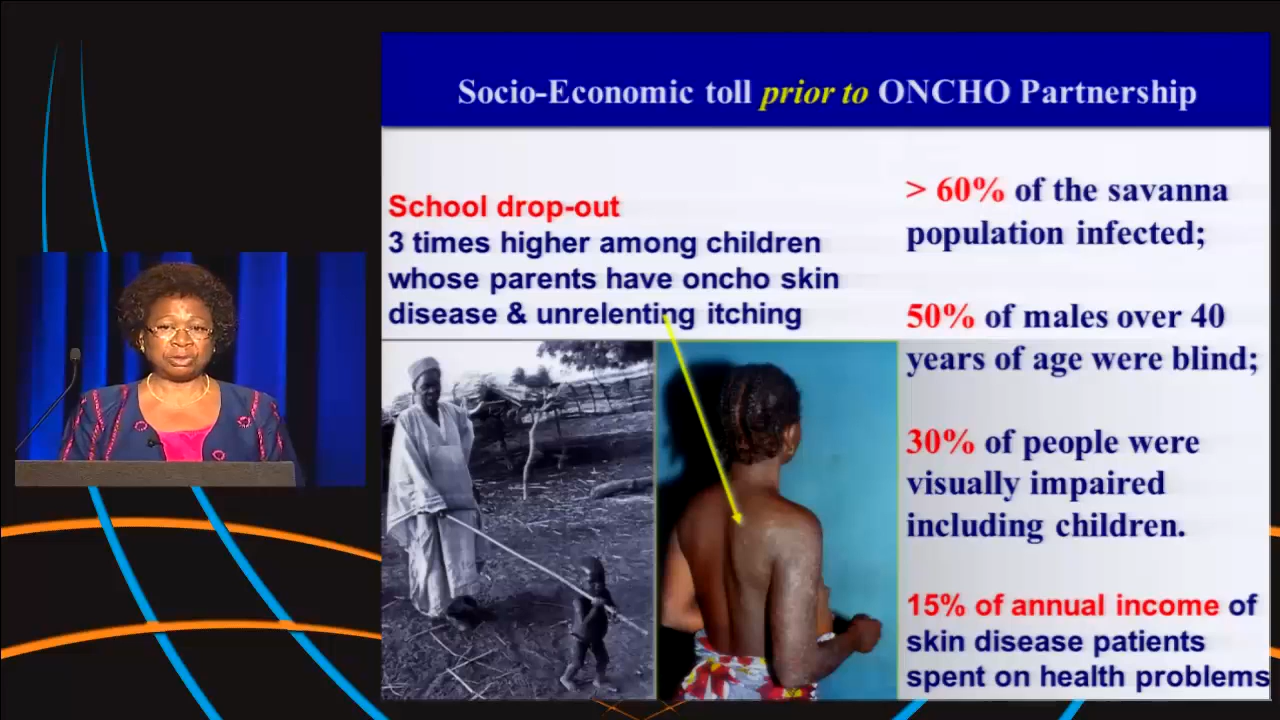 Socio-Economic toll prior to ONCHO Partnership
School drop-out
3 times higher among children
whose parents have oncho skin
disease & unrelenting itching
> 60% of the savanna
population infected;
50% of males over 40
years of age were blind;
30% of people were
visually impaired
including children.
15% of annual income of
skin disease patients
spent on health problems